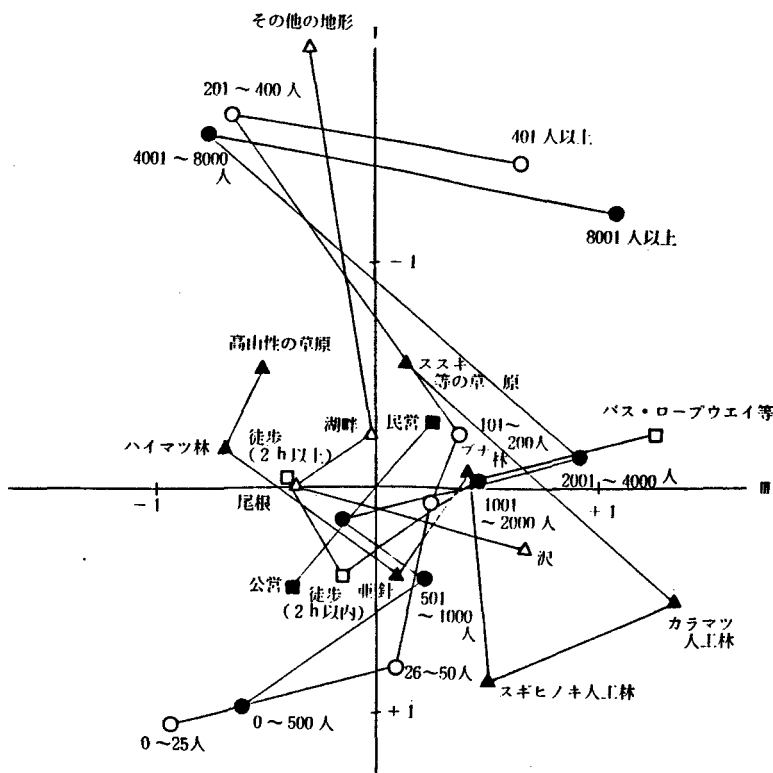 その他の地形
I
201～400人
401人以上
4001～8000
人
8001人以上
-1
高山性の草原
ススキ
等の草原
バス・ロープウエイ等
湖畔
民営
101～
200人
ハイマツ林
徒歩
(2h以上)
ブナ
林
2001～4000人
尾根
-1
+1
III
1001
～2000人
沢
公営
徒歩
(2h以内)
亜針
501
～1000
人
カラマツ
人工林
26～50人
スギヒノキ人工林
0～500人
+1
0～25人